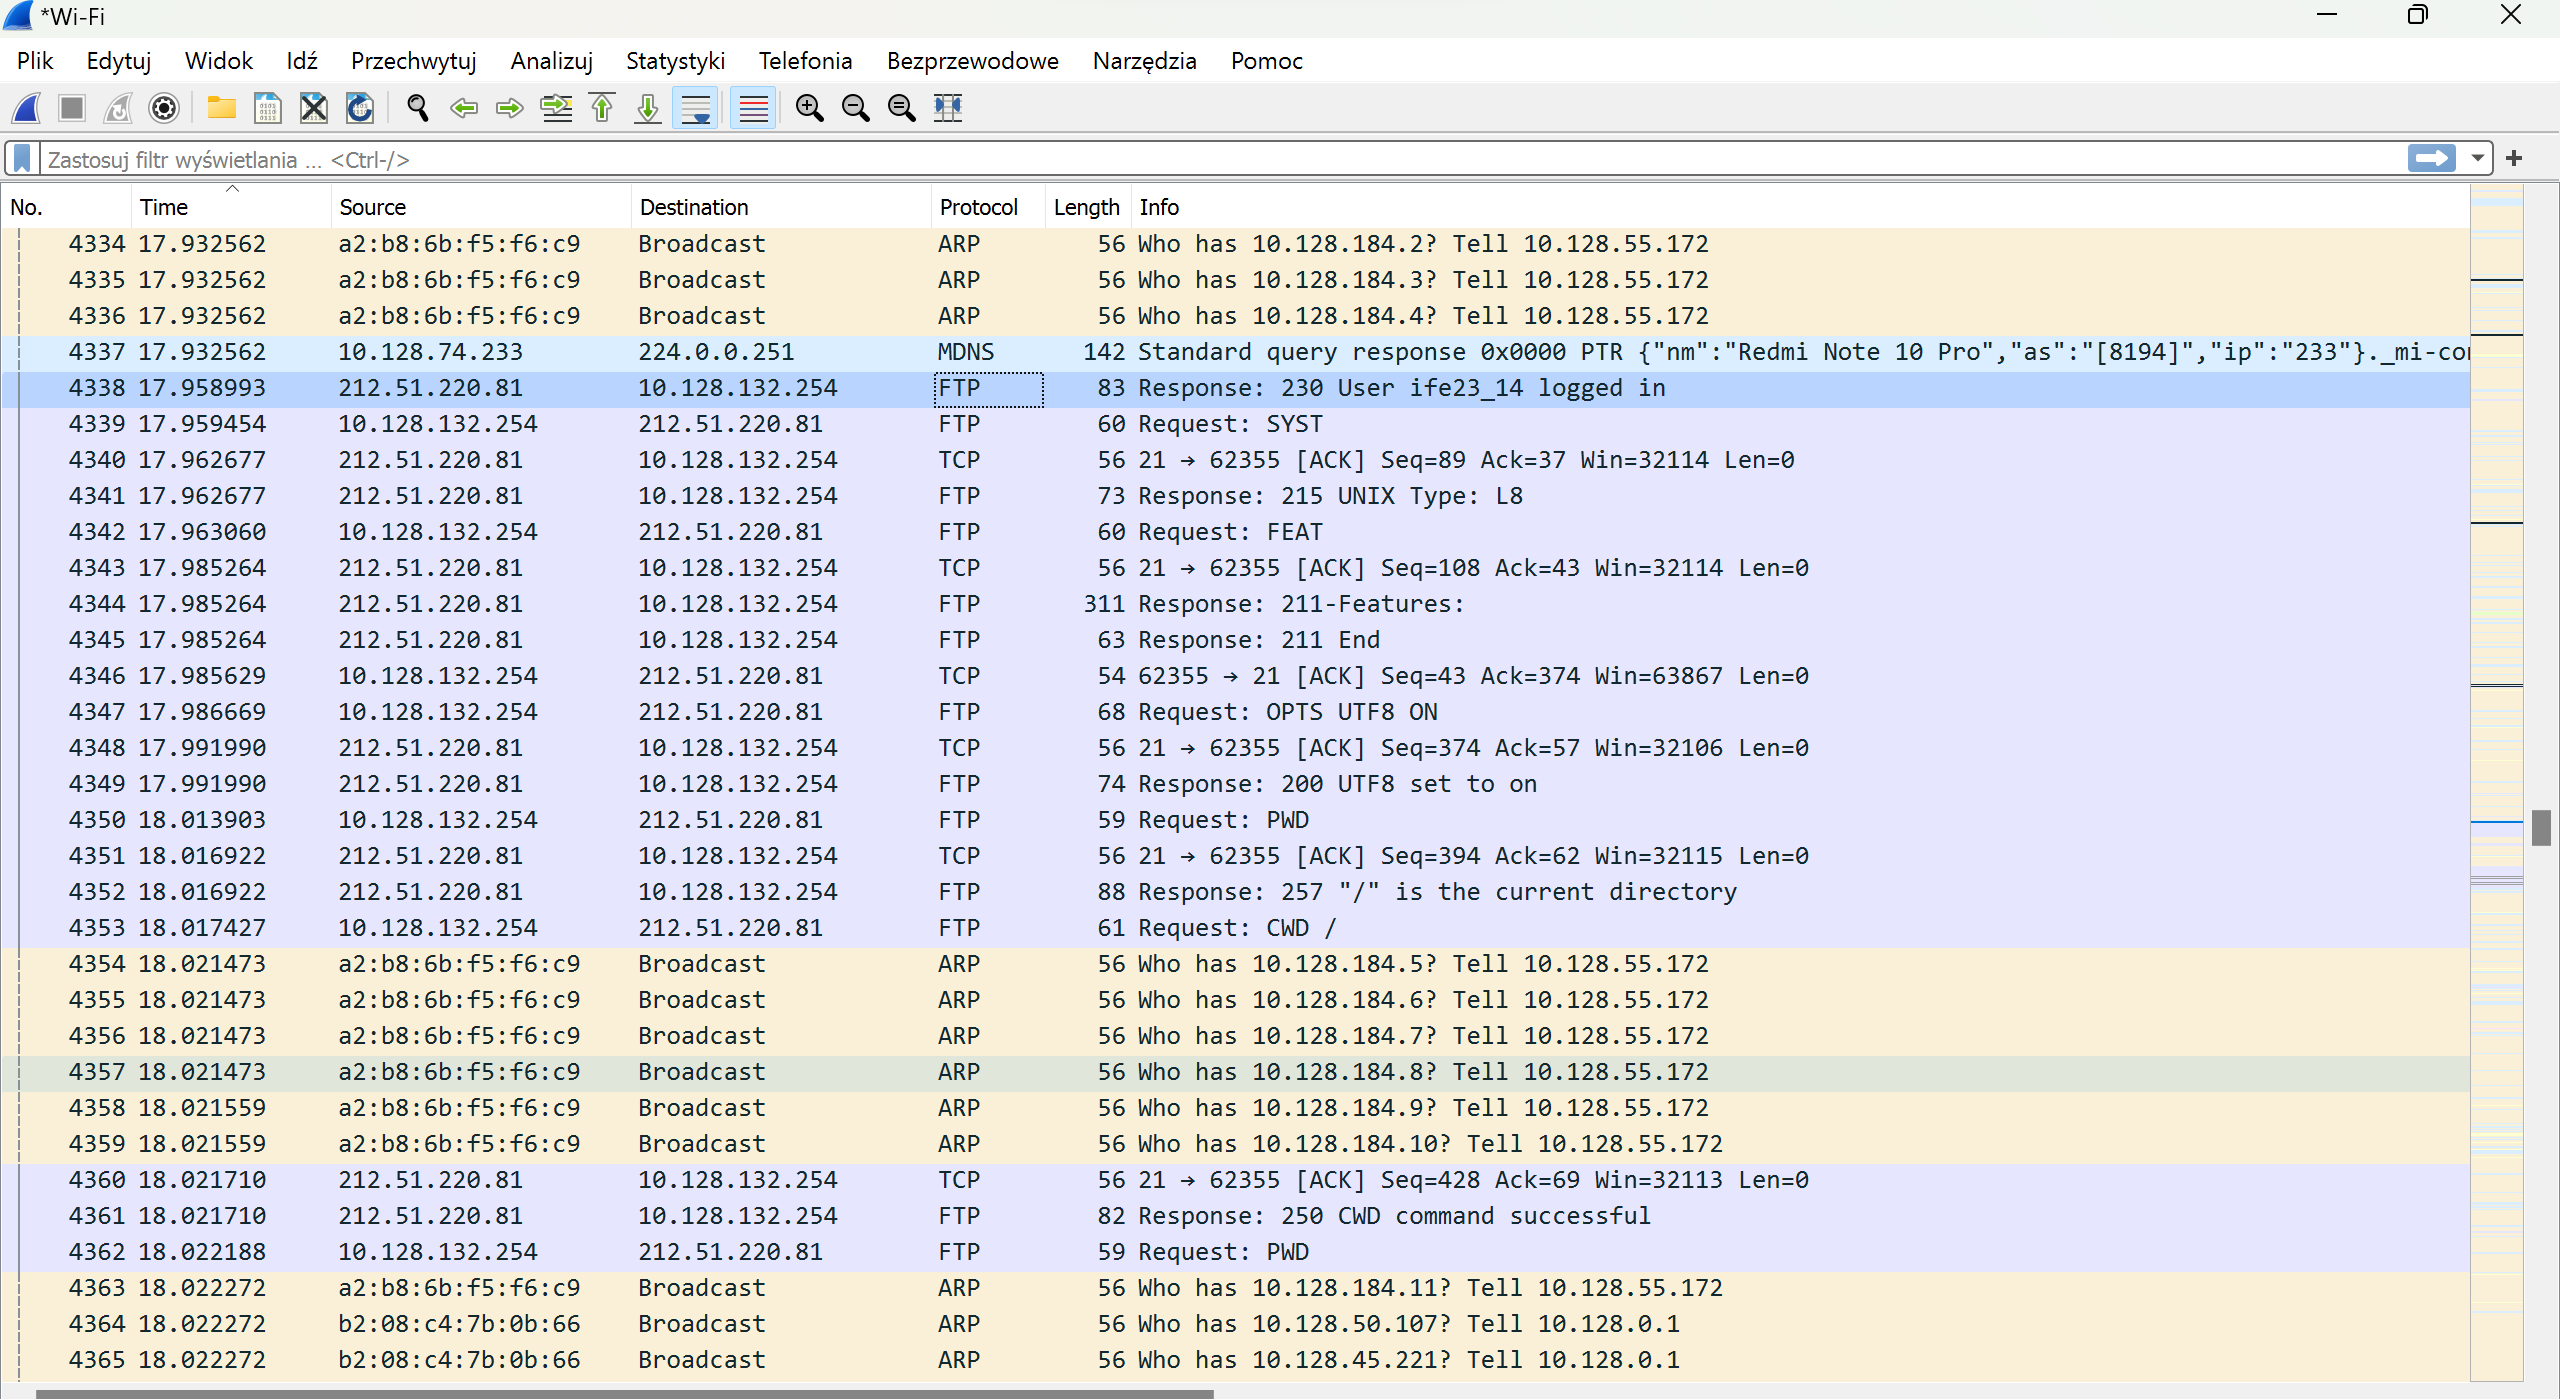 *Wi-Fi
Plik Edytuj Widok Idź Przechwytuj Analizuj Statystyki Telefonia Bezprzewodowe Narzędzia Pomoc
Zastosuj filtr wyświetlania ... <Ctrl-/>
No. Time Source Destination Protocol Length Info
4334 17.932562 a2:b8:6b:f5:f6:c9 Broadcast ARP 56 Who has 10.128.184.2? Tell 10.128.55.172
4335 17.932562 a2:b8:6b:f5:f6:c9 Broadcast ARP 56 Who has 10.128.184.3? Tell 10.128.55.172
4336 17.932562 a2:b8:6b:f5:f6:c9 Broadcast ARP 56 Who has 10.128.184.4? Tell 10.128.55.172
4337 17.932562 10.128.74.233 224.0.0.251 MDNS 142 Standard query response 0x0000 PTR {"nm":"Redmi Note 10 Pro","as":"[8194]","ip":"233"}._mi-co
4338 17.958993 212.51.220.81 10.128.132.254 FTP 83 Response: 230 User ife23_14 logged in
4339 17.959454 10.128.132.254 212.51.220.81 FTP 60 Request: SYST
4340 17.962677 212.51.220.81 10.128.132.254 TCP 56 21 → 62355 [ACK] Seq=89 Ack=37 Win=32114 Len=0
4341 17.962677 212.51.220.81 10.128.132.254 FTP 73 Response: 215 UNIX Type: L8
4342 17.963060 10.128.132.254 212.51.220.81 FTP 60 Request: FEAT
4343 17.985264 212.51.220.81 10.128.132.254 TCP 56 21 → 62355 [ACK] Seq=108 Ack=43 Win=32114 Len=0
4344 17.985264 212.51.220.81 10.128.132.254 FTP 311 Response: 211-Features:
4345 17.985264 212.51.220.81 10.128.132.254 FTP 63 Response: 211 End
4346 17.985629 10.128.132.254 212.51.220.81 TCP 54 62355 → 21 [ACK] Seq=43 Ack=374 Win=63867 Len=0
4347 17.986669 10.128.132.254 212.51.220.81 FTP 68 Request: OPTS UTF8 ON
4348 17.991990 212.51.220.81 10.128.132.254 TCP 56 21 → 62355 [ACK] Seq=374 Ack=57 Win=32106 Len=0
4349 17.991990 212.51.220.81 10.128.132.254 FTP 74 Response: 200 UTF8 set to on
4350 18.013903 10.128.132.254 212.51.220.81 FTP 59 Request: PWD
4351 18.016922 212.51.220.81 10.128.132.254 TCP 56 21 → 62355 [ACK] Seq=394 Ack=62 Win=32115 Len=0
4352 18.016922 212.51.220.81 10.128.132.254 FTP 88 Response: 257 "/" is the current directory
4353 18.017427 10.128.132.254 212.51.220.81 FTP 61 Request: CWD /
4354 18.021473 a2:b8:6b:f5:f6:c9 Broadcast ARP 56 Who has 10.128.184.5? Tell 10.128.55.172
4355 18.021473 a2:b8:6b:f5:f6:c9 Broadcast ARP 56 Who has 10.128.184.6? Tell 10.128.55.172
4356 18.021473 a2:b8:6b:f5:f6:c9 Broadcast ARP 56 Who has 10.128.184.7? Tell 10.128.55.172
4357 18.021473 a2:b8:6b:f5:f6:c9 Broadcast ARP 56 Who has 10.128.184.8? Tell 10.128.55.172
4358 18.021559 a2:b8:6b:f5:f6:c9 Broadcast ARP 56 Who has 10.128.184.9? Tell 10.128.55.172
4359 18.021559 a2:b8:6b:f5:f6:c9 Broadcast ARP 56 Who has 10.128.184.10? Tell 10.128.55.172
4360 18.021710 212.51.220.81 10.128.132.254 TCP 56 21 → 62355 [ACK] Seq=428 Ack=69 Win=32113 Len=0
4361 18.021710 212.51.220.81 10.128.132.254 FTP 82 Response: 250 CWD command successful
4362 18.022188 10.128.132.254 212.51.220.81 FTP 59 Request: PWD
4363 18.022272 a2:b8:6b:f5:f6:c9 Broadcast ARP 56 Who has 10.128.184.11? Tell 10.128.55.172
4364 18.022272 b2:08:c4:7b:0b:66 Broadcast ARP 56 Who has 10.128.50.107? Tell 10.128.0.1
4365 18.022272 b2:08:c4:7b:0b:66 Broadcast ARP 56 Who has 10.128.45.221? Tell 10.128.0.1